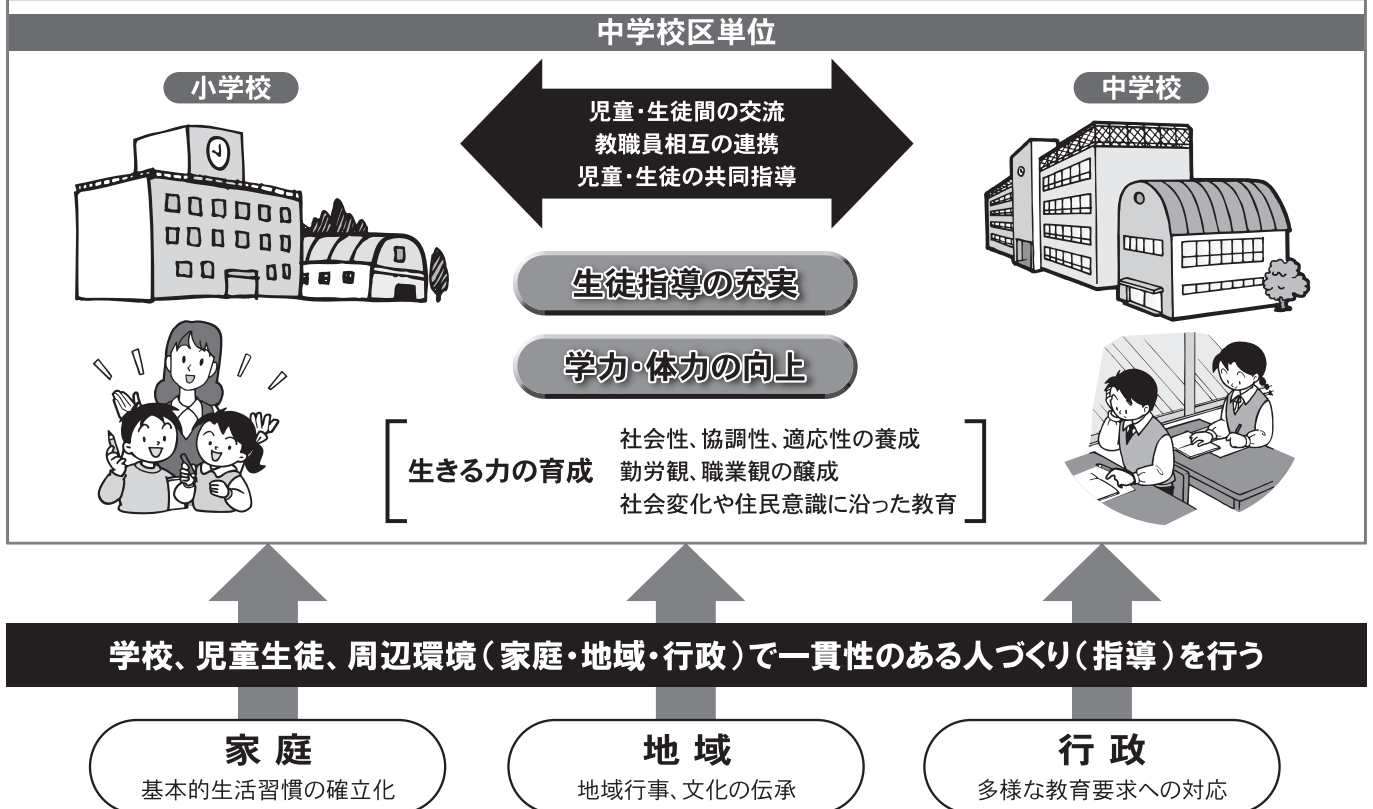 中学校区単位
小学校
中学校
児童・生徒間の交流
教職員相互の連携
児童・生徒の共同指導
生徒指導の充実
学力・体力の向上
生きる力の育成
社会性、協調性、適応性の養成
勤労観、職業観の醸成
社会変化や住民意識に沿った教育
学校、児童生徒、周辺環境（家庭・地域・行政）で一貫性のある人づくり（指導）を行う
家 庭
基本的生活習慣の確立化
地 域
地域行事、文化の伝承
行 政
多様な教育要求への対応